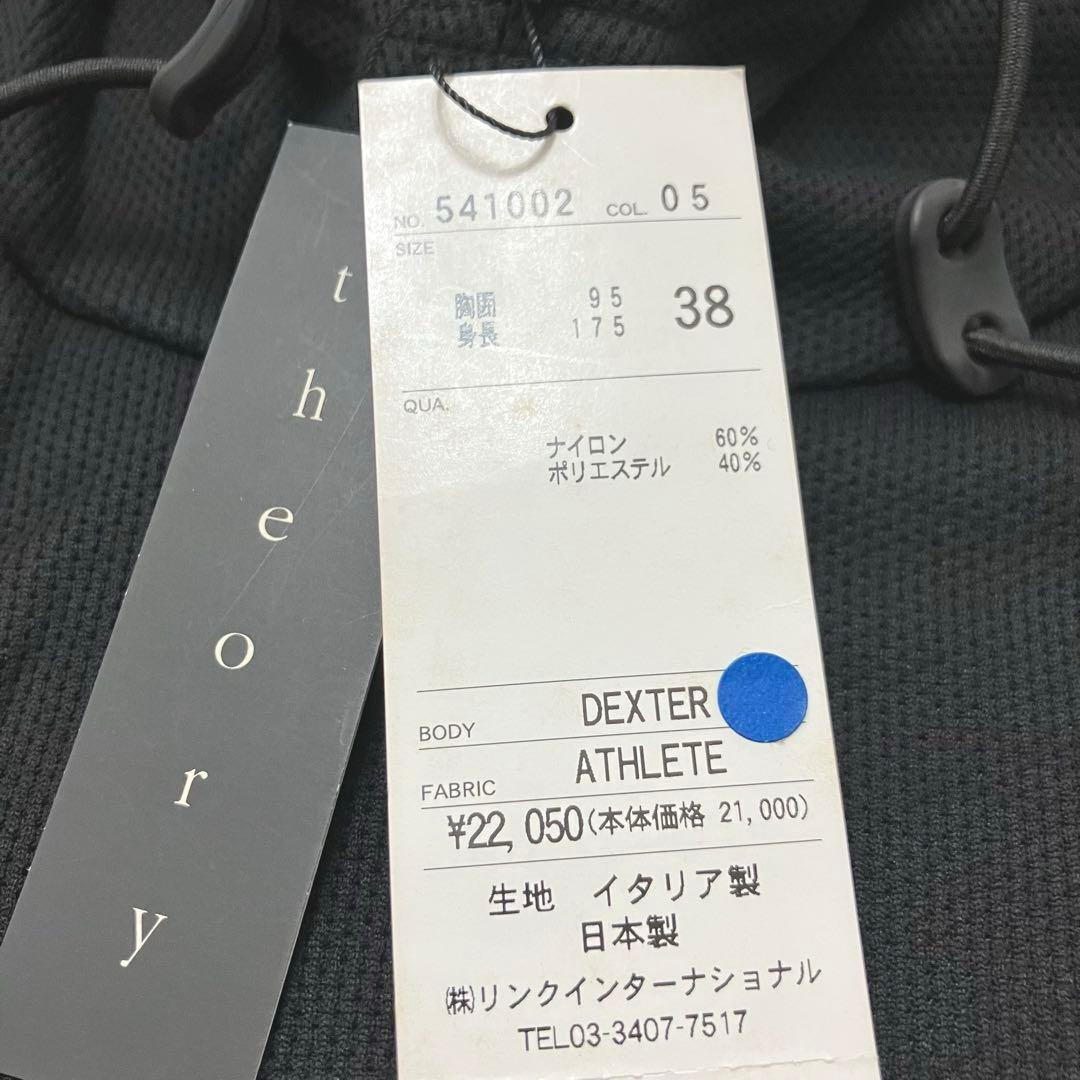 theory
NO. 541002 COL. 05
SIZE
胸囲 95 38
身長 175
QUA.
ナイロン 60%
ポリエステル 40%
BODY DEXTER
FABRIC ATHLETE
¥22,050(本体価格 21,000)
生地 イタリア製
日本製
㈱リンクインターナショナル
TEL03-3407-7517